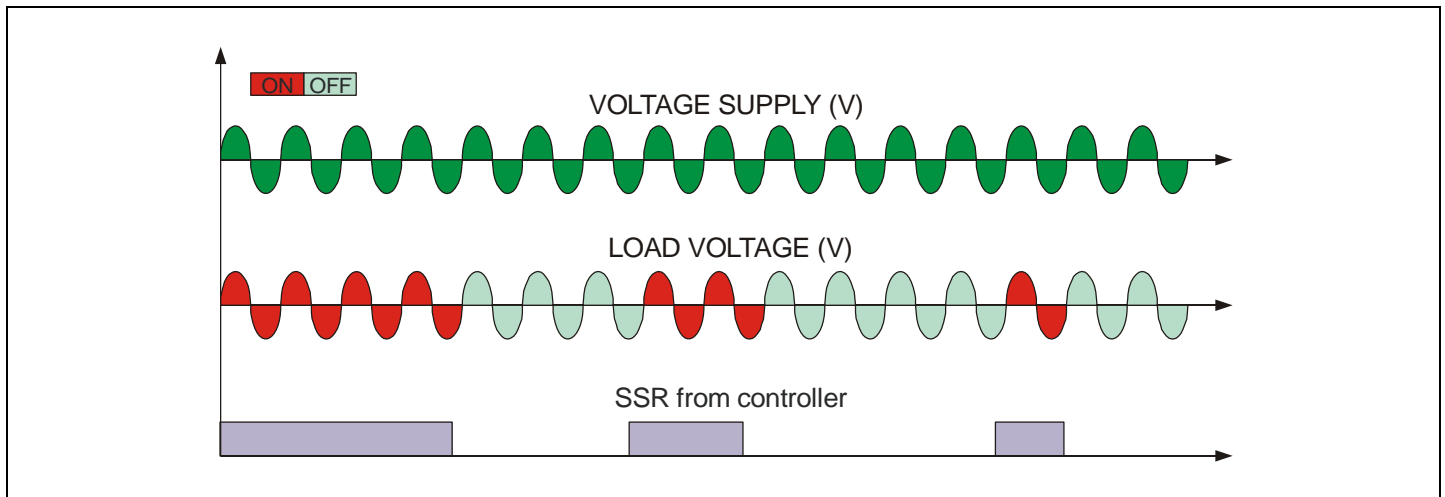 ON OFF
VOLTAGE SUPPLY (V)
LOAD VOLTAGE (V)
SSR from controller